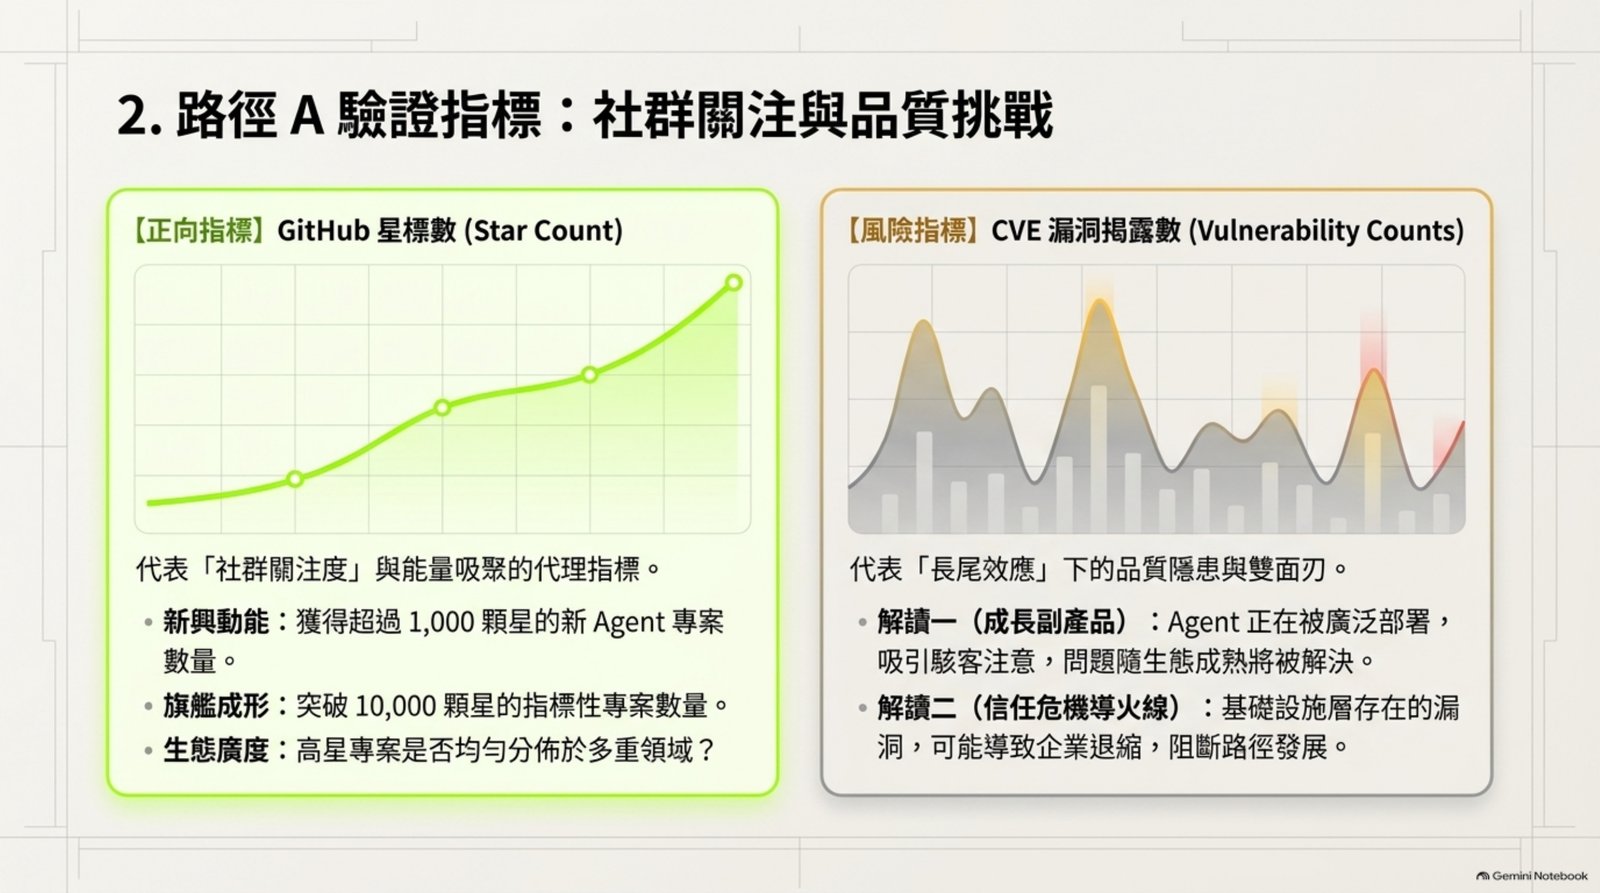 2. 路徑 A 驗證指標：社群關注與品質挑戰
【正向指標】GitHub 星標數 (Star Count)
代表「社群關注度」與能量吸聚的代理指標。
• 新興動能：獲得超過 1,000 顆星的新 Agent 專案
數量。
• 旗艦成形：突破 10,000 顆星的指標性專案數量。
• 生態廣度：高星專案是否均勻分佈於多重領域？
【風險指標】CVE 漏洞揭露數 (Vulnerability Counts)
代表「長尾效應」下的品質隱患與雙面刃。
• 解讀一（成長副產品）：Agent 正在被廣泛部署，
吸引駭客注意，問題隨生態成熟將被解決。
• 解讀二（信任危機導火線）：基礎設施層存在的漏
洞，可能導致企業退縮，阻斷路徑發展。
Gemini Notebook